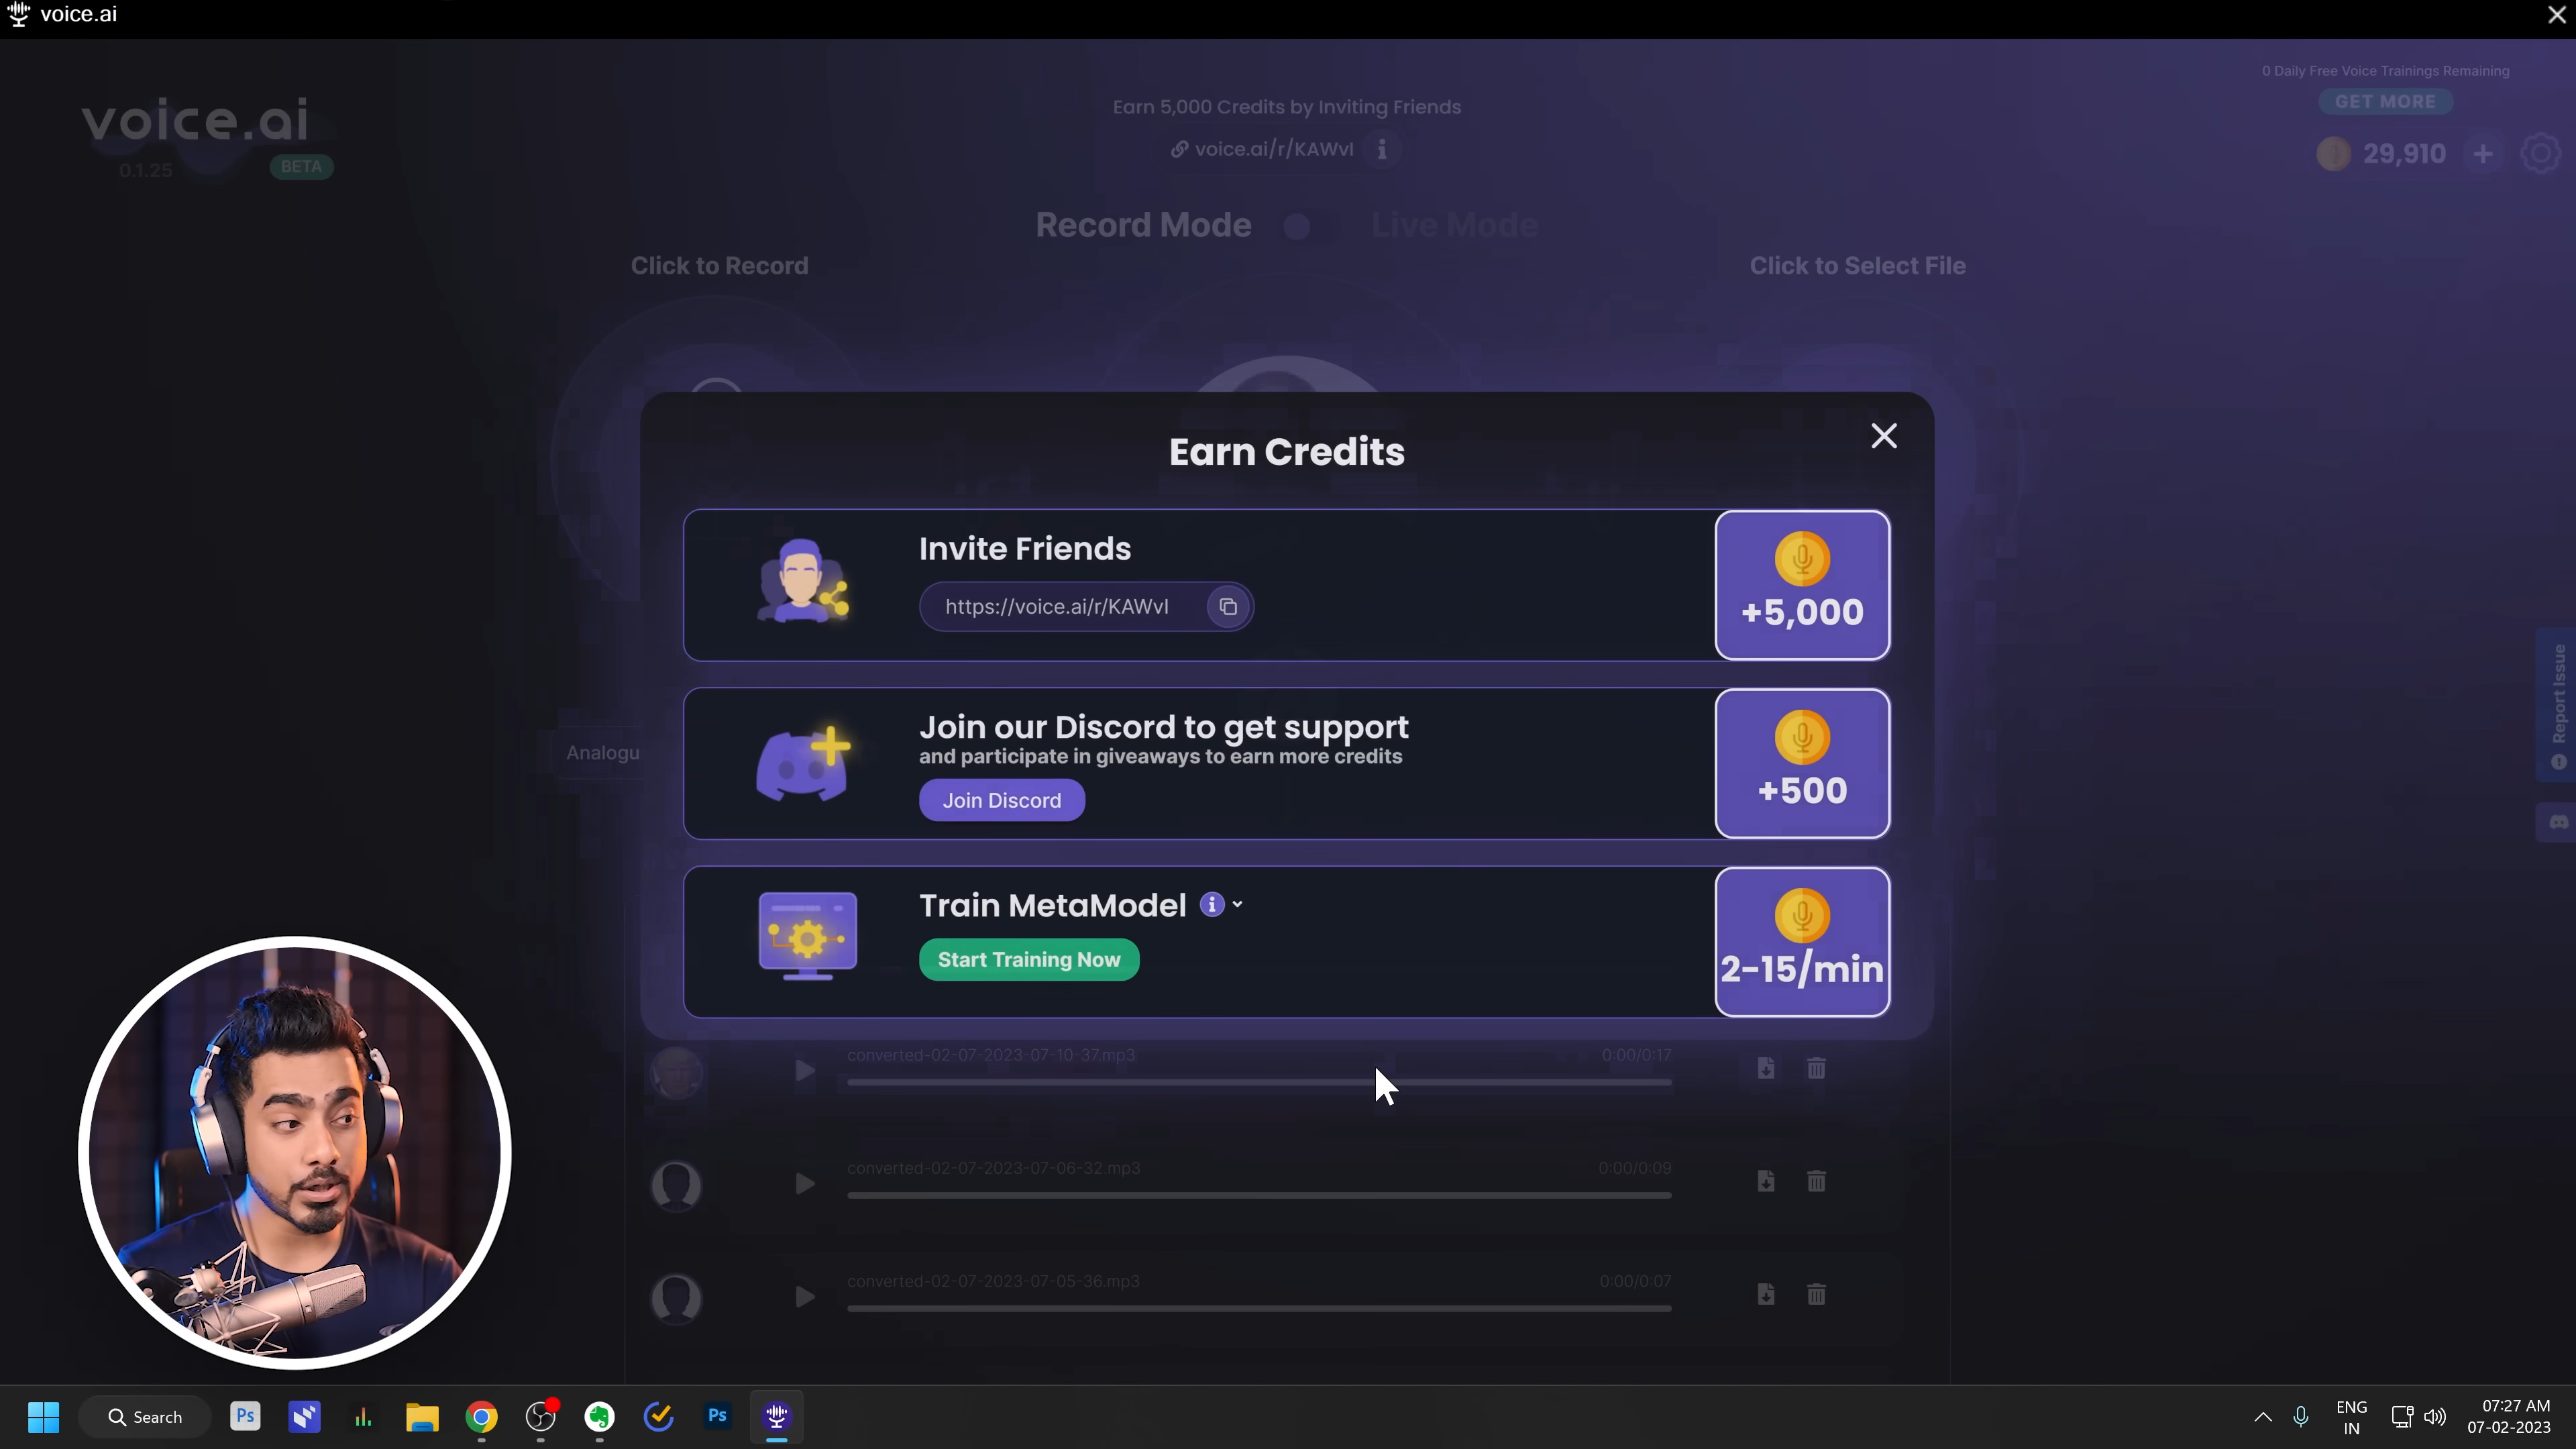 voice.ai
0 Daily Free Voice Trainings Remaining
GET MORE
29,910
voice.ai
0.1.25
BETA
Earn 5,000 Credits by Inviting Friends
voice.ai/r/KAWvI
Record Mode
Live Mode
Click to Record
Click to Select File
Earn Credits
Invite Friends
https://voice.ai/r/KAWvI
+5,000
Join our Discord to get support
and participate in giveaways to earn more credits
Join Discord
+500
Analogu
Report Issue
Train MetaModel
Start Training Now
2-15/min
converted-02-07-2023-07-10-37.mp3
0:00/0:17
converted-02-07-2023-07-06-32.mp3
0:00/0:09
converted-02-07-2023-07-05-36.mp3
0:00/0:07
Search
Ps
Ps
ENG
IN
07:27 AM
07-02-2023